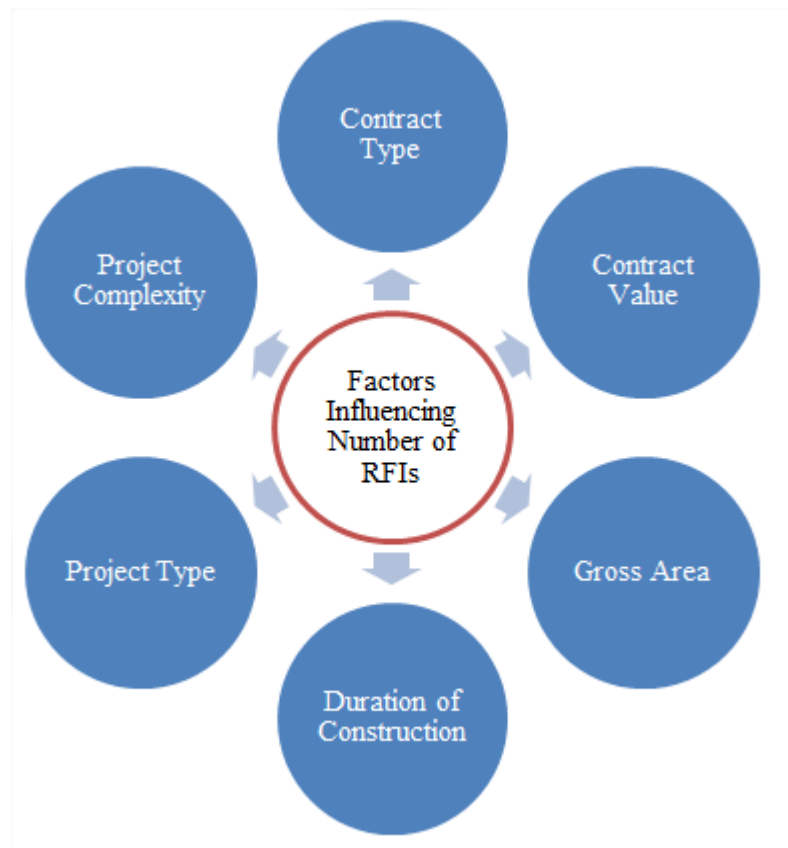 Contract
Type
Project
Complexity
Contract
Value
Factors
Influencing
Number of
RFIs
Project Type
Gross Area
Duration of
Construction